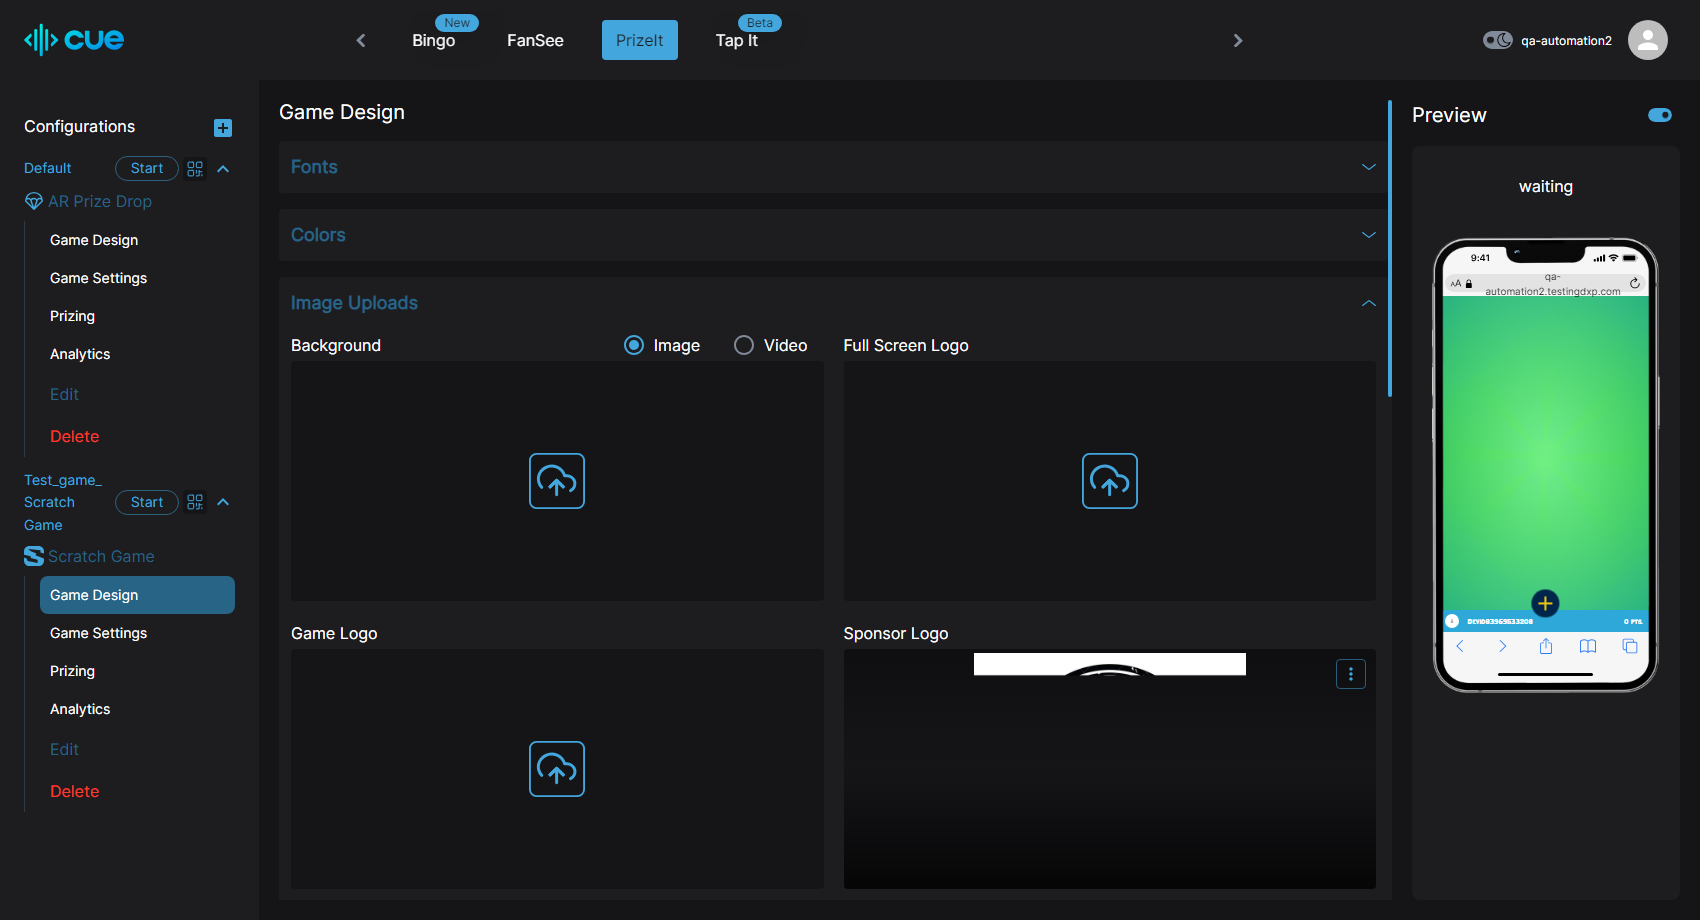 cue
New
Bingo
FanSee
PrizeIt
Beta
Tap It
qa-automation2
Configurations
Default
Start
AR Prize Drop
Game Design
Game Settings
Prizing
Analytics
Edit
Delete
Test_game_
Scratch
Game
Start
Scratch Game
Game Design
Game Settings
Prizing
Analytics
Edit
Delete
Game Design
Fonts
Colors
Image Uploads
Background
Image
Video
Full Screen Logo
Game Logo
Sponsor Logo
Preview
waiting
9:41
AA
qa-
automation2.testingdxp.com
0 PTS.